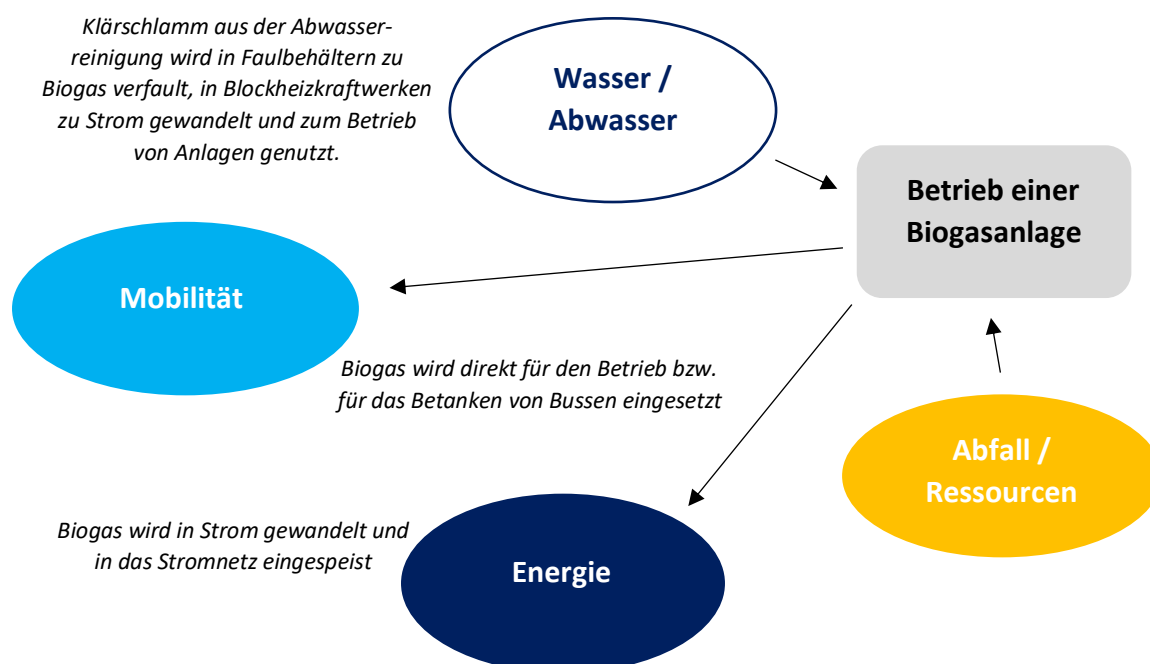 Klärschlamm aus der Abwasser-
reinigung wird in Faulbehältern zu
Biogas verfault, in Blockheizkraftwerken
zu Strom gewandelt und zum Betrieb
von Anlagen genutzt.
Wasser /
Abwasser
Betrieb einer
Biogasanlage
Mobilität
Biogas wird direkt für den Betrieb bzw.
für das Betanken von Bussen eingesetzt
Abfall /
Ressourcen
Biogas wird in Strom gewandelt und
in das Stromnetz eingespeist
Energie